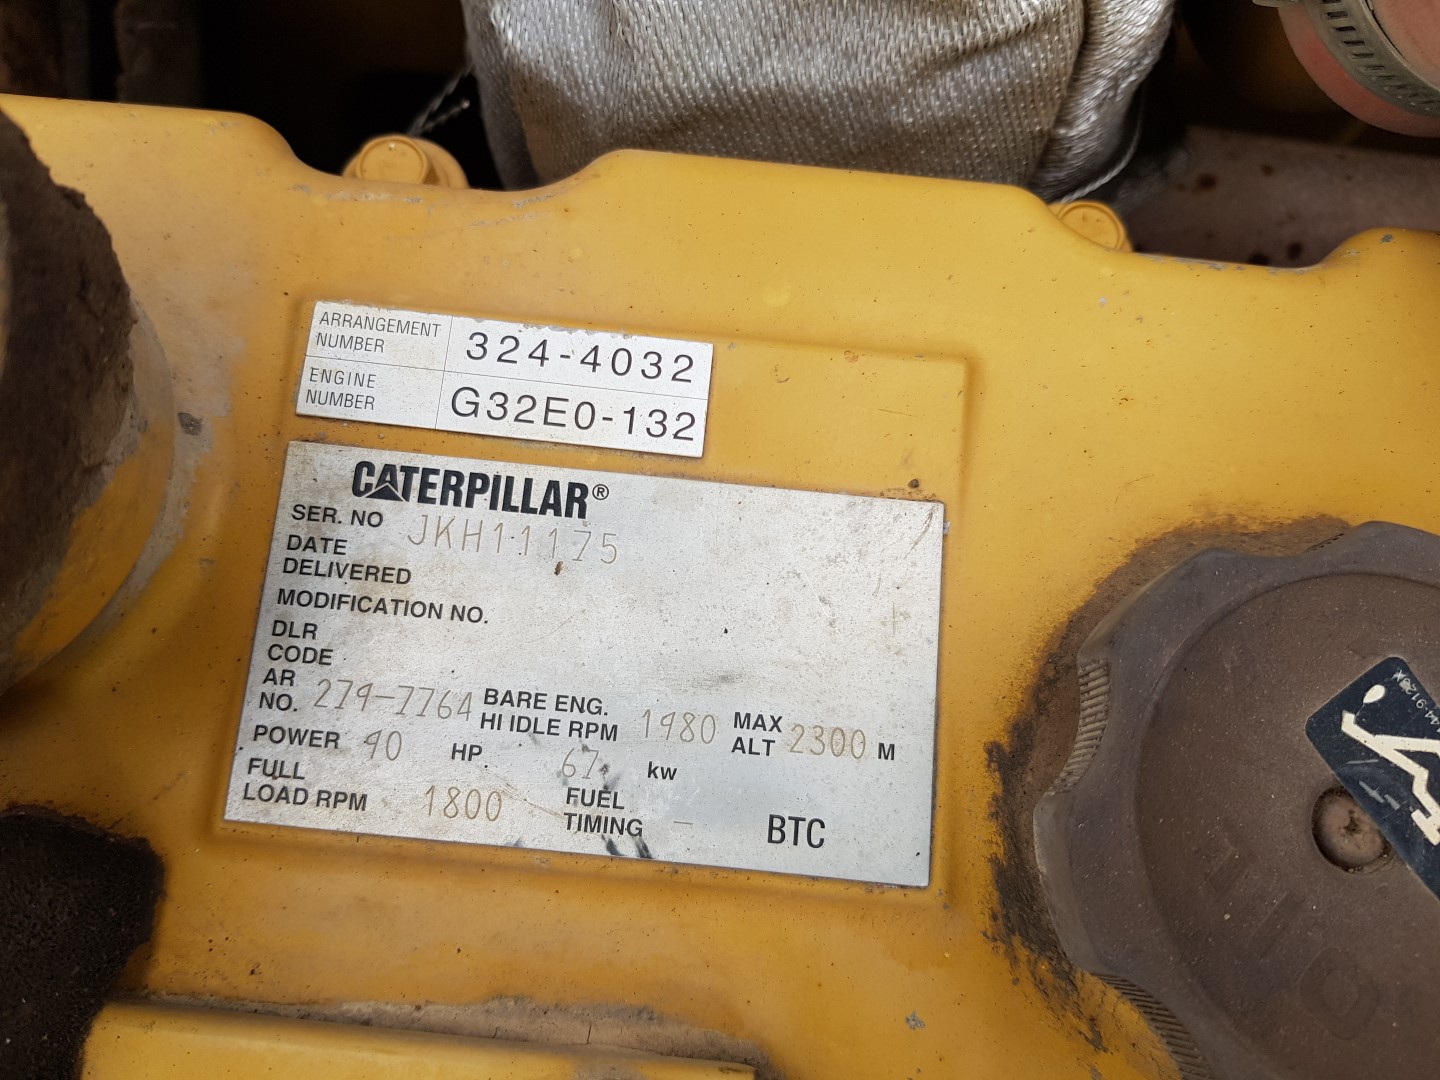 ARRANGEMENT NUMBER 324-4032
ENGINE NUMBER G32E0-132
CATERPILLAR®
SER. NO JKH11175
DATE DELIVERED
MODIFICATION NO.
DLR CODE
AR NO. 279-7764 BARE ENG. HI IDLE RPM 1980 MAX ALT 2300 M
POWER 90 HP. 67 kw
FULL LOAD RPM 1800 FUEL TIMING - BTC
OIL